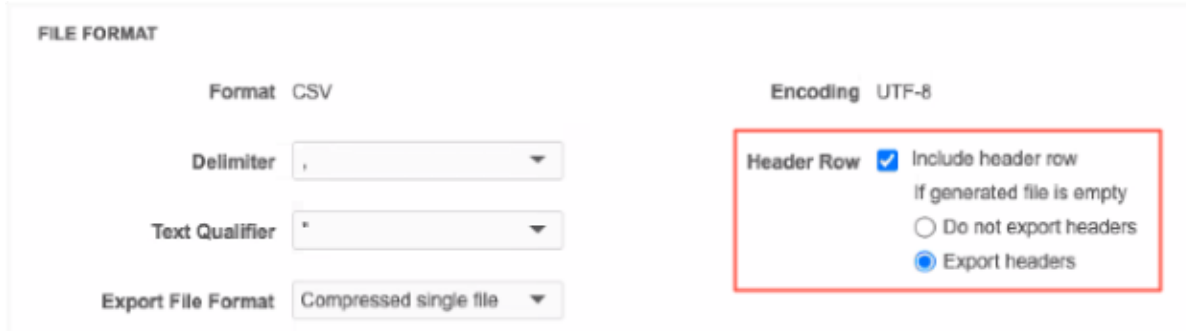 FILE FORMAT
Format CSV
Encoding UTF-8
Delimiter ,
Header Row Include header row
If generated file is empty
Do not export headers
Export headers
Text Qualifier "
Export File Format Compressed single file